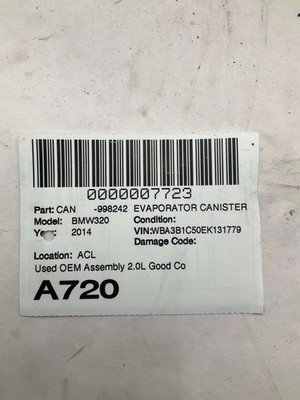 0000007723
Part: CAN -998242 EVAPORATOR CANISTER
Model: BMW320 Condition:
Year: 2014 VIN:WBA3B1C50EK131779
Damage Code:
Location: ACL
Used OEM Assembly 2.0L Good Co
A720